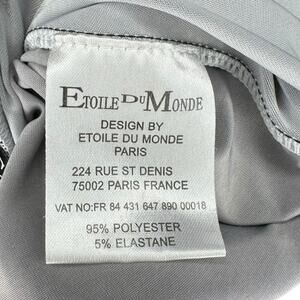 ETOILE DU MONDE
DESIGN BY
ETOILE DU MONDE
PARIS
224 RUE ST DENIS
75002 PARIS FRANCE
VAT NO:FR 84 431 647 890 00018
95% POLYESTER
5% ELASTANE